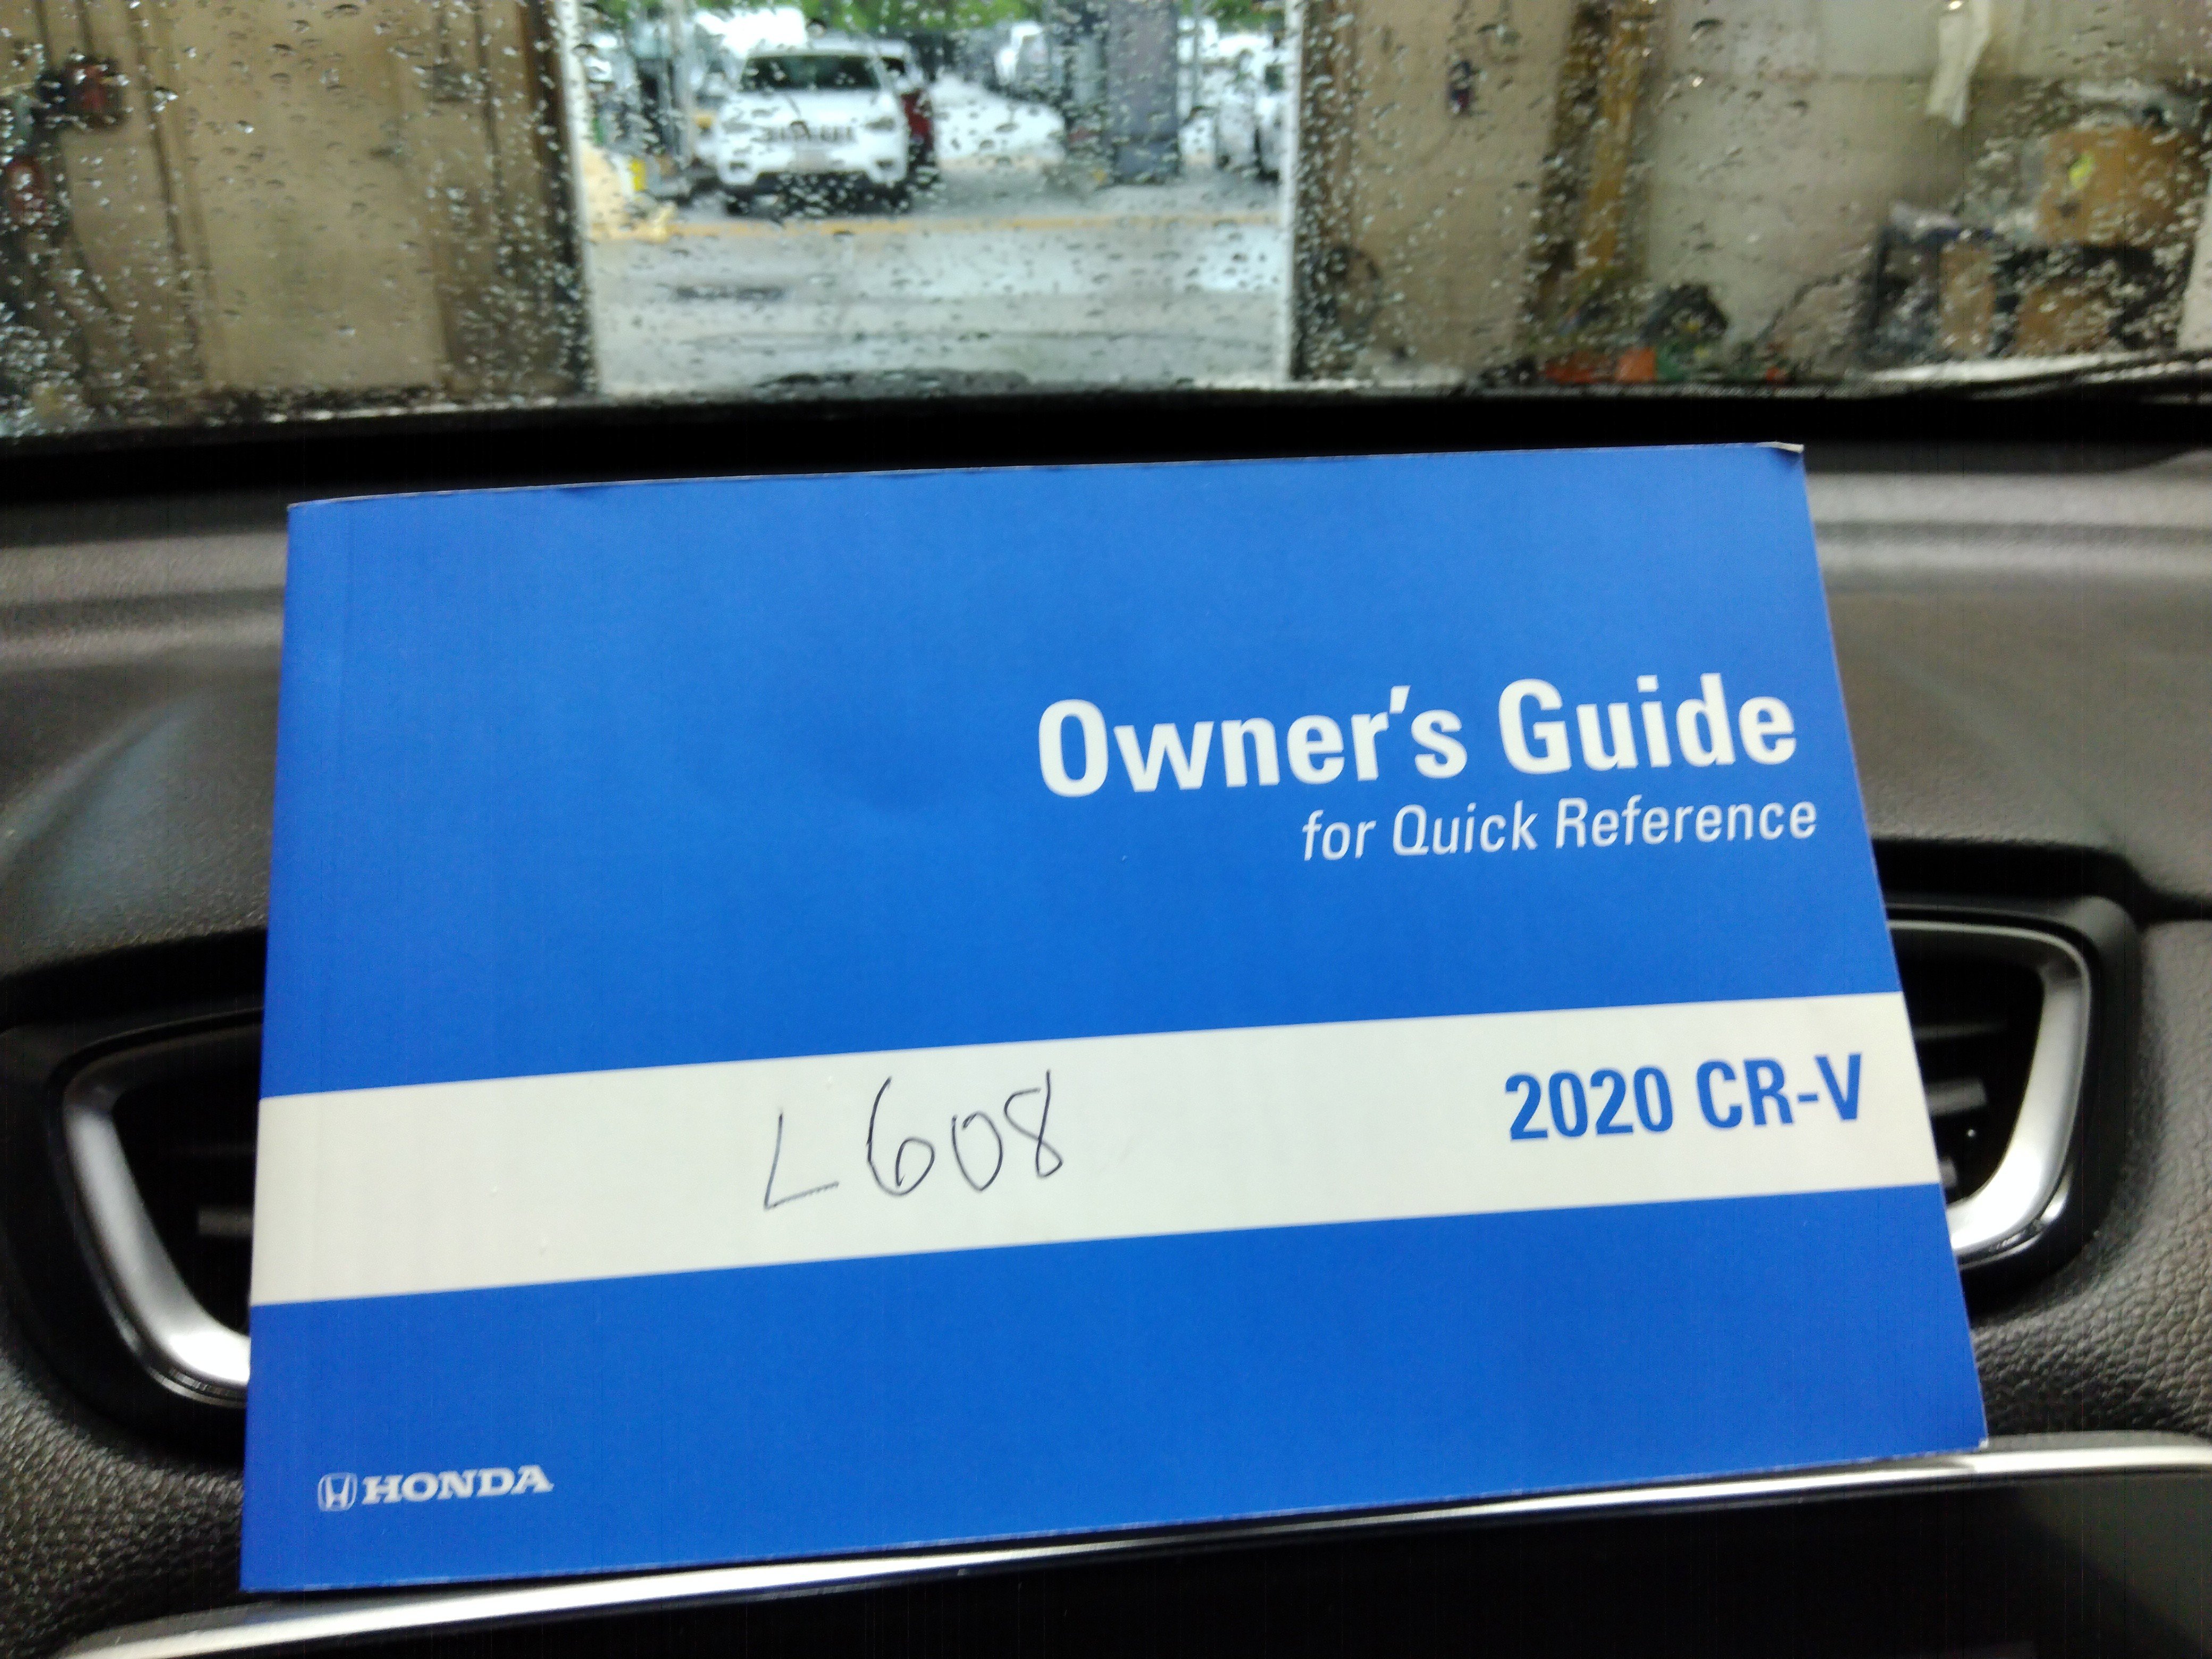 Owner's Guide
for Quick Reference
L608
2020 CR-V
HONDA